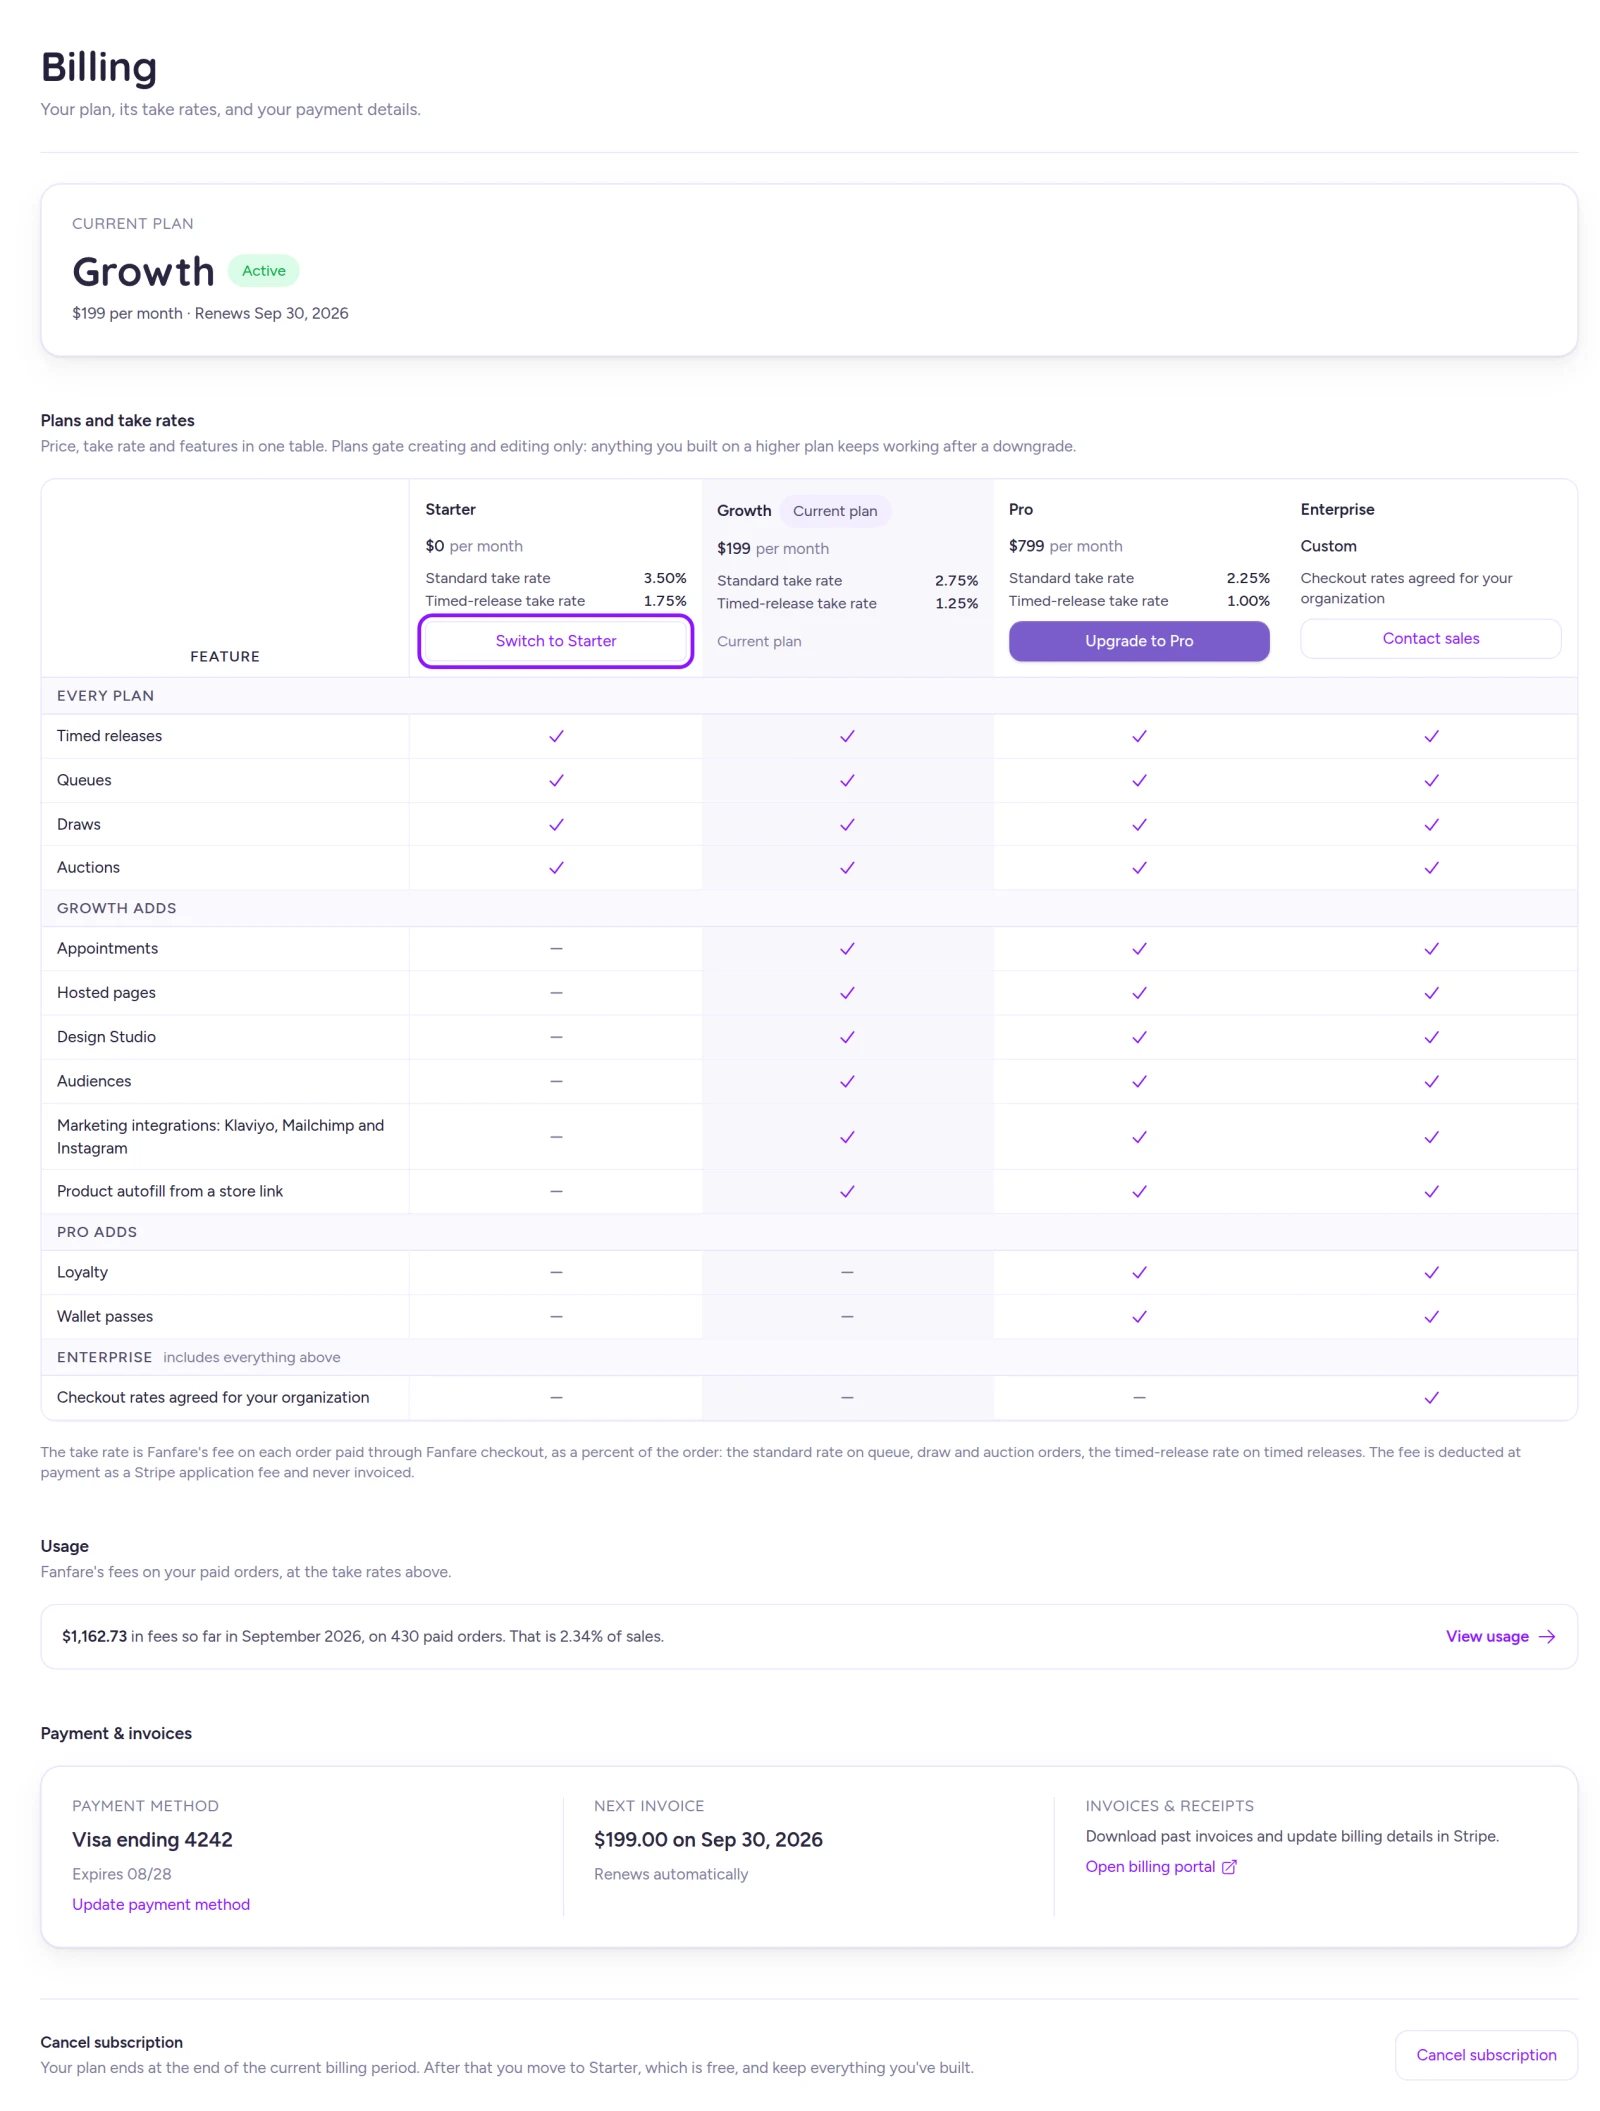 Billing
Your plan, its take rates, and your payment details.
CURRENT PLAN
Growth Active
$199 per month · Renews Sep 30, 2026
Plans and take rates
Price, take rate and features in one table. Plans gate creating and editing only: anything you built on a higher plan keeps working after a downgrade.
FEATURE
Starter
$0 per month
Standard take rate 3.50%
Timed-release take rate 1.75%
Switch to Starter
Growth Current plan
$199 per month
Standard take rate 2.75%
Timed-release take rate 1.25%
Current plan
Pro
$799 per month
Standard take rate 2.25%
Timed-release take rate 1.00%
Upgrade to Pro
Enterprise
Custom
Checkout rates agreed for your
organization
Contact sales
EVERY PLAN
Timed releases
Queues
Draws
Auctions
GROWTH ADDS
Appointments
Hosted pages
Design Studio
Audiences
Marketing integrations: Klaviyo, Mailchimp and
Instagram
Product autofill from a store link
PRO ADDS
Loyalty
Wallet passes
ENTERPRISE includes everything above
Checkout rates agreed for your organization
The take rate is Fanfare's fee on each order paid through Fanfare checkout, as a percent of the order: the standard rate on queue, draw and auction orders, the timed-release rate on timed releases. The fee is deducted at
payment as a Stripe application fee and never invoiced.
Usage
Fanfare's fees on your paid orders, at the take rates above.
$1,162.73 in fees so far in September 2026, on 430 paid orders. That is 2.34% of sales.
View usage
Payment & invoices
PAYMENT METHOD
Visa ending 4242
Expires 08/28
Update payment method
NEXT INVOICE
$199.00 on Sep 30, 2026
Renews automatically
INVOICES & RECEIPTS
Download past invoices and update billing details in Stripe.
Open billing portal
Cancel subscription
Your plan ends at the end of the current billing period. After that you move to Starter, which is free, and keep everything you've built.
Cancel subscription